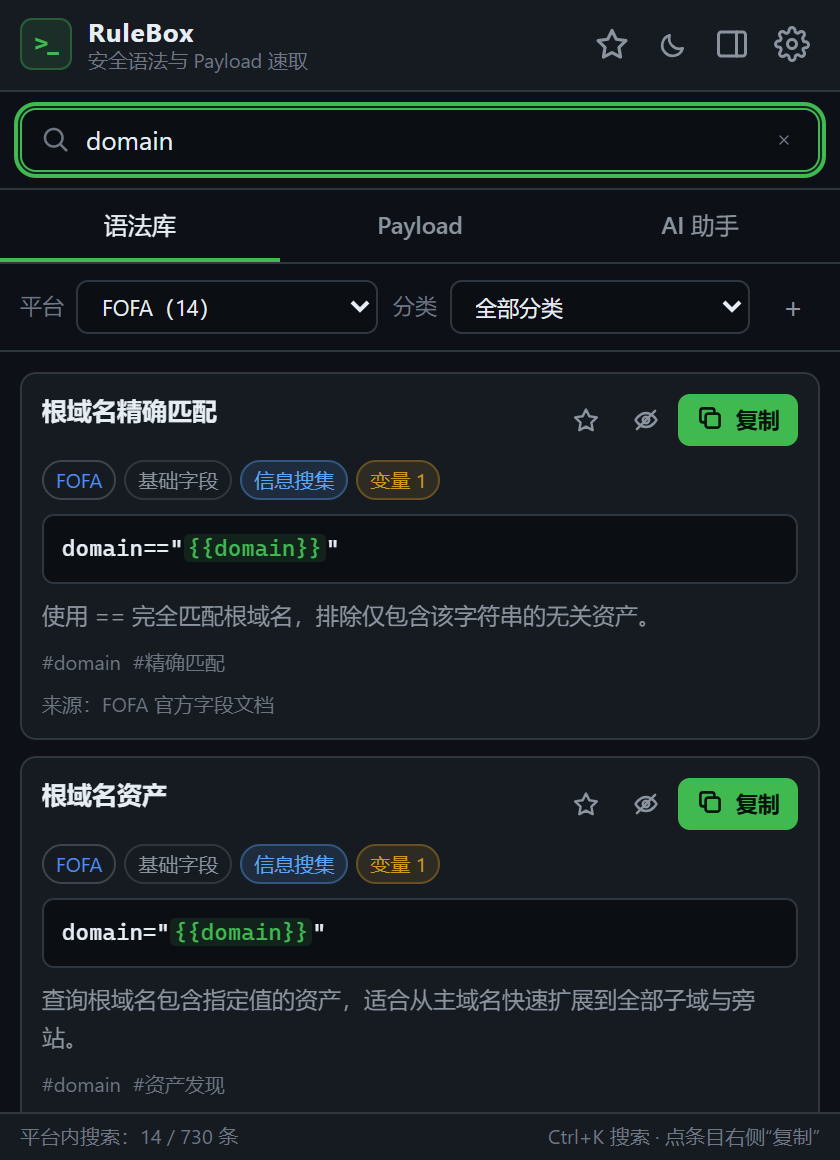 >_
RuleBox
安全语法与 Payload 速取
domain
×
语法库 Payload AI 助手
平台 FOFA（14） 分类 全部分类 +
根域名精确匹配 复制
FOFA 基础字段 信息搜集 变量 1
domain=="{{domain}}"
使用 == 完全匹配根域名，排除仅包含该字符串的无关资产。
#domain #精确匹配
来源：FOFA 官方字段文档
根域名资产 复制
FOFA 基础字段 信息搜集 变量 1
domain="{{domain}}"
查询根域名包含指定值的资产，适合从主域名快速扩展到全部子域与旁
站。
#domain #资产发现
平台内搜索：14 / 730 条 Ctrl+K 搜索 · 点条目右侧“复制”